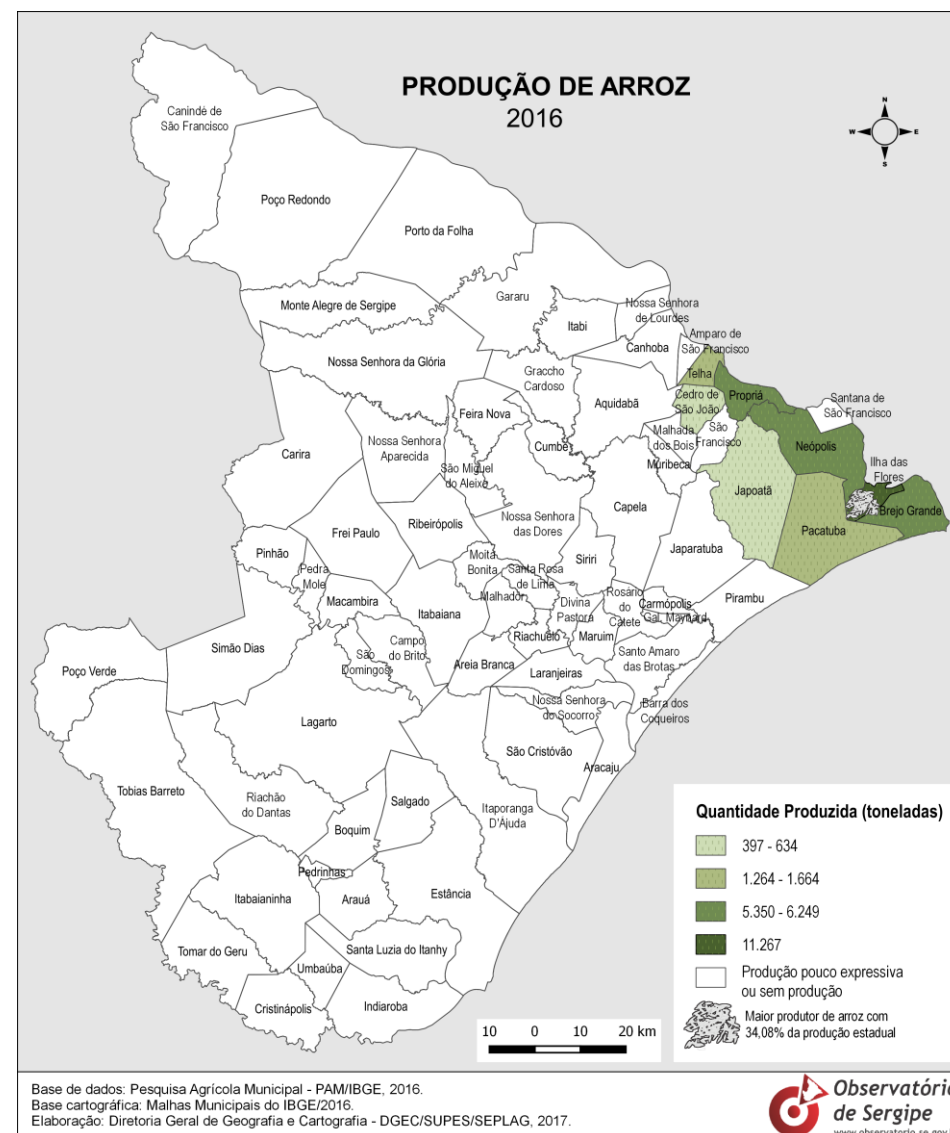 PRODUÇÃO DE ARROZ
2016
N
W
E
S
Canindé de
São Francisco
Poço Redondo
Porto da Folha
Gararu
Monte Alegre de Sergipe
Nossa Senhora
de Lourdes
Itabi
Amparo de
São Francisco
Canhoba
Nossa Senhora da Glória
Graccho
Cardoso
Telha
Propriá
Cedro de
São João
Santana de
São Francisco
Aquidabã
Feira Nova
Malhada
dos Bois
São
Francisco
Neópolis
Nossa Senhora
Aparecida
Cumbe
Carira
São Miguel
do Aleixo
Muribeca
Ilha das
Flores
Japoatã
Capela
Brejo Grande
Ribeirópolis
Nossa Senhora
das Dores
Pacatuba
Frei Paulo
Pinhão
Moita
Bonita
Siriri
Japaratuba
Pedra
Mole
Santa Rosa
de Lima
Malhador
Macambira
Divina
Pastora
Rosário
do
Catete
Carmópolis
Gal. Maynard
Pirambu
Itabaiana
Simão Dias
Campo
do Brito
Riachuelo
Maruim
São
Domingos
Areia Branca
Santo Amaro
das Brotas
Poço Verde
Laranjeiras
Nossa Senhora
do Socorro
Barra dos
Coqueiros
Lagarto
São Cristóvão
Aracaju
Tobias Barreto
Riachão
do Dantas
Salgado
Itaporanga
D'Ájuda
Boquim
Pedrinhas
Itabaianinha
Arauá
Estância
Tomar do Geru
Santa Luzia do Itanhy
Umbaúba
Cristinápolis
Indiaroba
Quantidade Produzida (toneladas)
397 - 634
1.264 - 1.664
5.350 - 6.249
11.267
Produção pouco expressiva
ou sem produção
Maior produtor de arroz com
34,08% da produção estadual
10 0 10 20 km
Base de dados: Pesquisa Agrícola Municipal - PAM/IBGE, 2016.
Base cartográfica: Malhas Municipais do IBGE/2016.
Elaboração: Diretoria Geral de Geografia e Cartografia - DGEC/SUPES/SEPLAG, 2017.
Observatório
de Sergipe